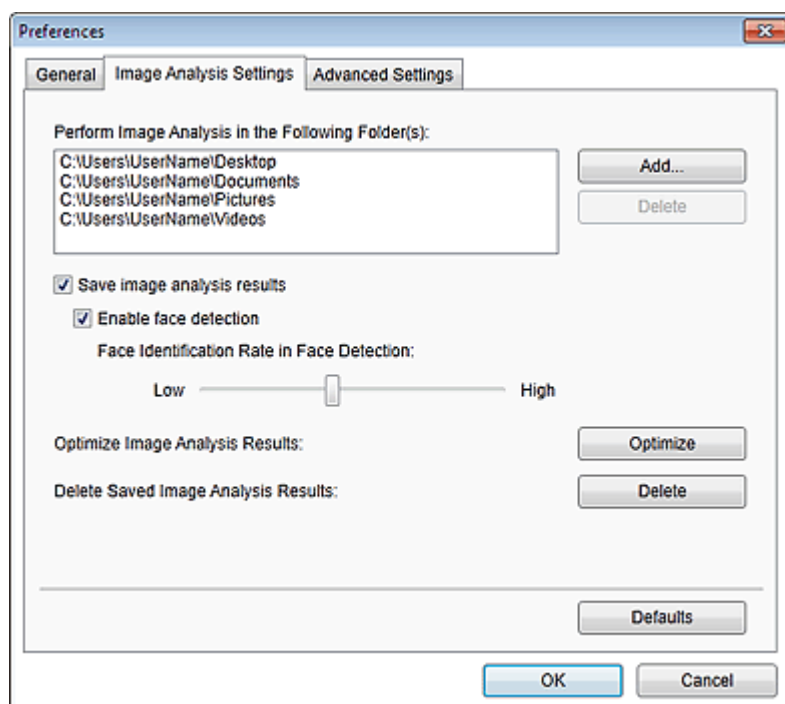 Preferences
General Image Analysis Settings Advanced Settings
Perform Image Analysis in the Following Folder(s):
C:\Users\UserName\Desktop
C:\Users\UserName\Documents
C:\Users\UserName\Pictures
C:\Users\UserName\Videos
Add...
Delete
Save image analysis results
Enable face detection
Face Identification Rate in Face Detection:
Low High
Optimize Image Analysis Results: Optimize
Delete Saved Image Analysis Results: Delete
Defaults
OK Cancel